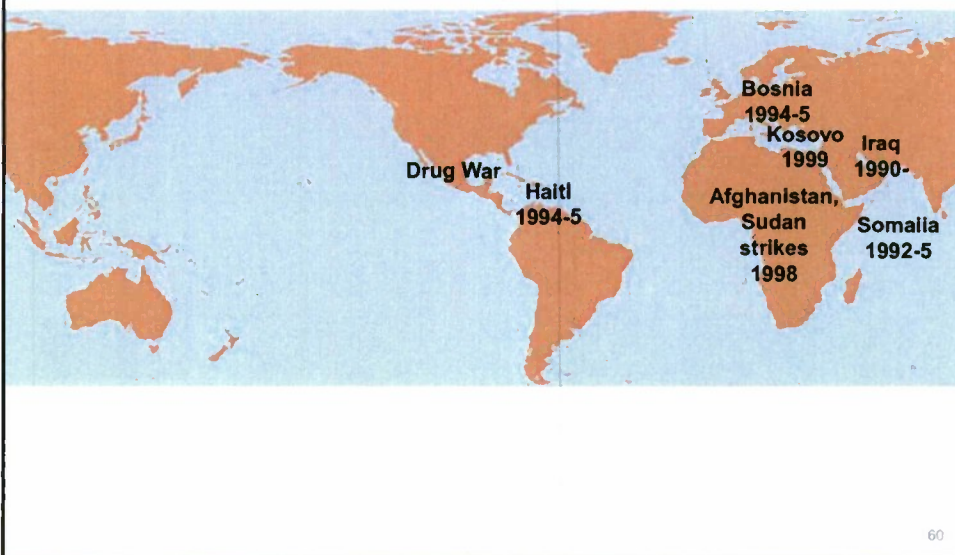 Bosnia
1994-5
Kosovo
1999
Iraq
1990-
Drug War
Haiti
1994-5
Afghanistan,
Sudan
strikes
1998
Somalia
1992-5
60